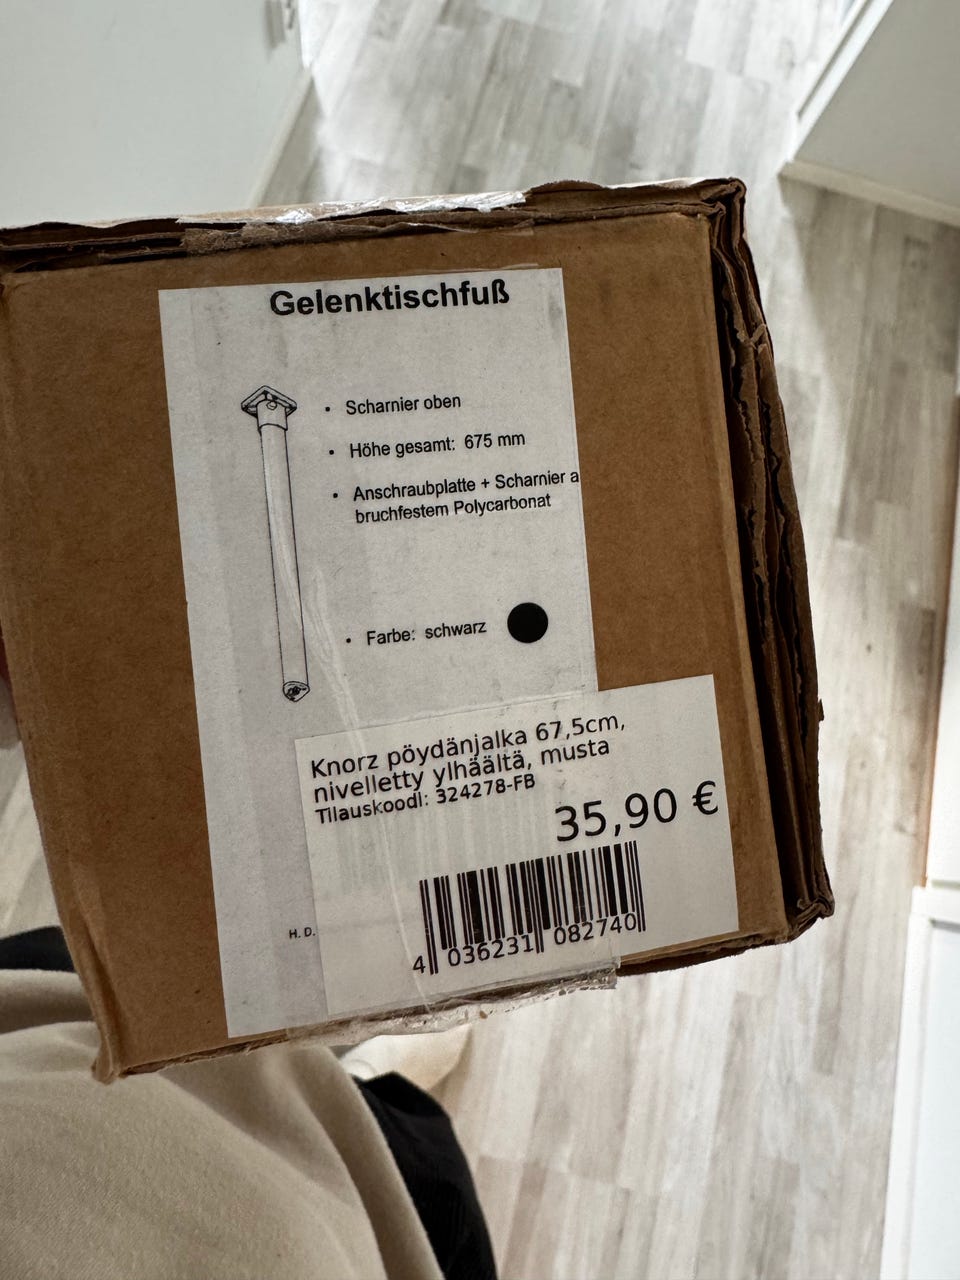 Gelenktischfuß
• Scharnier oben
• Höhe gesamt: 675 mm
• Anschraubplatte + Scharnier a
bruchfestem Polycarbonat
• Farbe: schwarz
Knorz pöydänjalka 67,5cm,
nivelletty ylhäältä, musta
Tilauskoodi: 324278-FB
35,90 €
H. D.
4 036231 082740